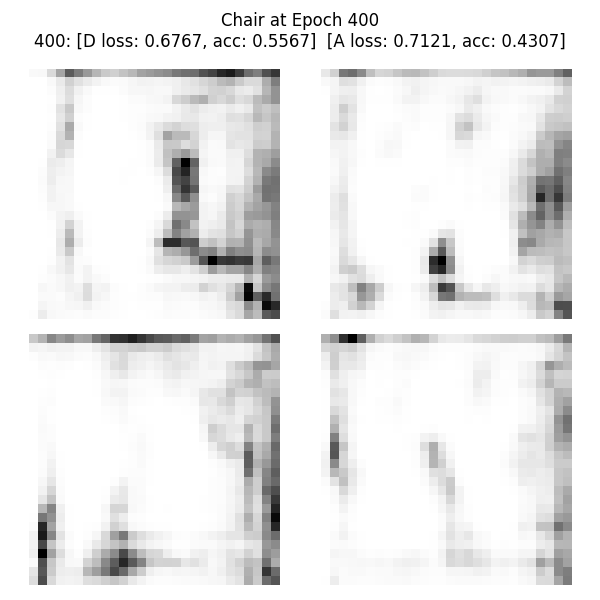 Chair at Epoch 400
400: [D loss: 0.6767, acc: 0.5567]  [A loss: 0.7121, acc: 0.4307]